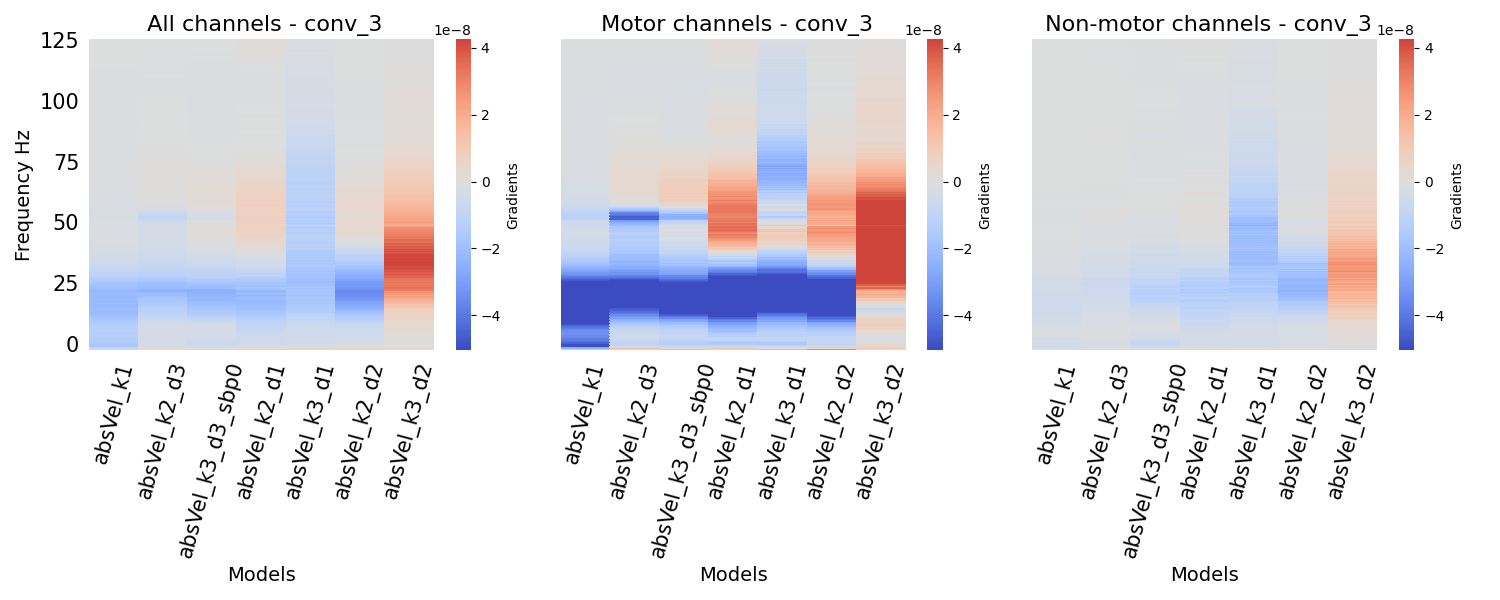 All channels - conv_3
Motor channels - conv_3
Non-motor channels - conv_3
1e−8
1e−8
1e−8
Frequency Hz
125
100
75
50
25
0
4
2
0
−2
−4
Gradients
4
2
0
−2
−4
Gradients
4
2
0
−2
−4
Gradients
absVel_k1
absVel_k2_d3
absVel_k3_d3_sbp0
absVel_k2_d1
absVel_k3_d1
absVel_k2_d2
absVel_k3_d2
absVel_k1
absVel_k2_d3
absVel_k3_d3_sbp0
absVel_k2_d1
absVel_k3_d1
absVel_k2_d2
absVel_k3_d2
absVel_k1
absVel_k2_d3
absVel_k3_d3_sbp0
absVel_k2_d1
absVel_k3_d1
absVel_k2_d2
absVel_k3_d2
Models
Models
Models